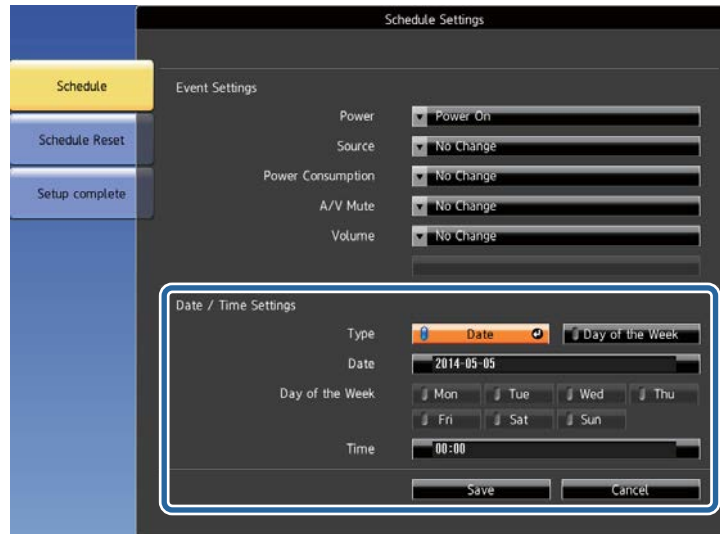 Schedule Settings
Schedule
Schedule Reset
Setup complete
Event Settings
Power Power On
Source No Change
Power Consumption No Change
A/V Mute No Change
Volume No Change
Date / Time Settings
Type Date Day of the Week
Date 2014-05-05
Day of the Week Mon Tue Wed Thu
Fri Sat Sun
Time 00:00
Save Cancel